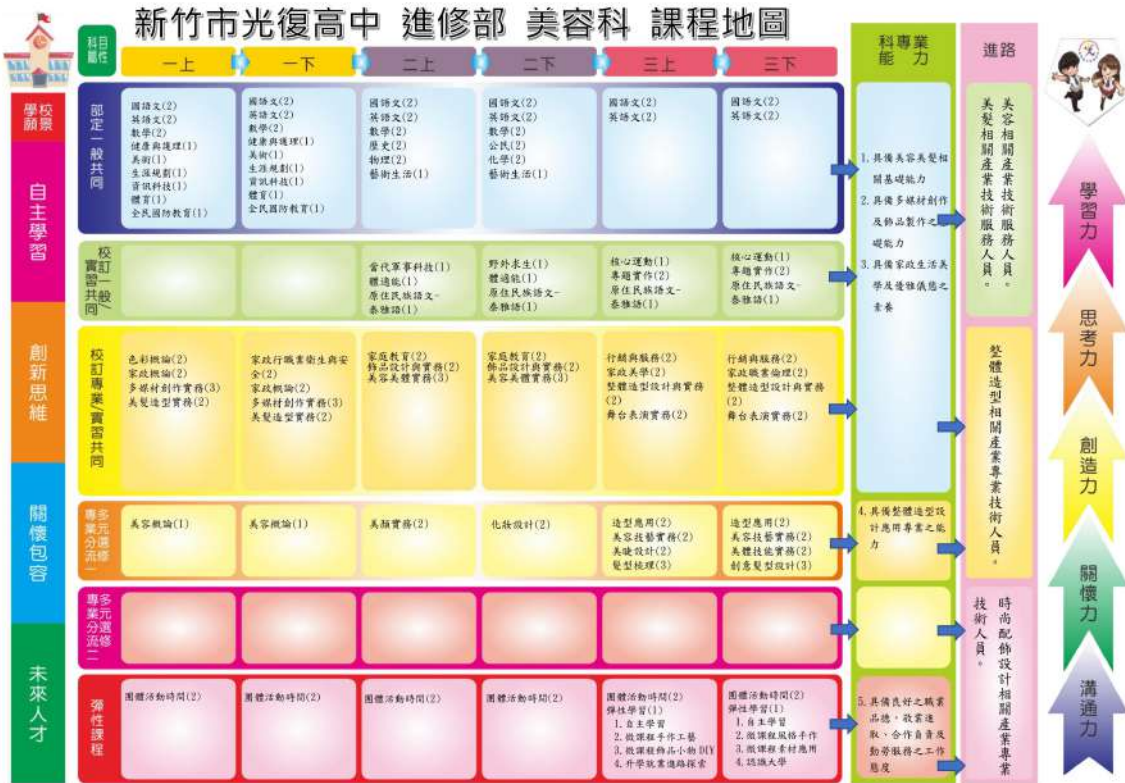 新竹市光復高中 進修部 美容科 課程地圖
科目屬性
一上
一下
二上
二下
三上
三下
科專業能力
進路
學校願景
自主學習
創新思維
關懷包容
未來人才
部定一般共同
國語文(2)
英語文(2)
數學(2)
健康與護理(1)
美術(1)
生涯規劃(1)
資訊科技(1)
體育(1)
全民國防教育(1)
國語文(2)
英語文(2)
數學(2)
健康與護理(1)
美術(1)
生涯規劃(1)
資訊科技(1)
體育(1)
全民國防教育(1)
國語文(2)
英語文(2)
數學(2)
歷史(2)
物理(2)
藝術生活(1)
國語文(2)
英語文(2)
數學(2)
公民(2)
化學(2)
藝術生活(1)
國語文(2)
英語文(2)
國語文(2)
英語文(2)
校訂一般/實習共同
當代軍事科技(1)
體適能(1)
原住民族語文-
泰雅語(1)
野外求生(1)
體適能(1)
原住民族語文-
泰雅語(1)
核心運動(1)
專題實作(2)
原住民族語文-
泰雅語(1)
核心運動(1)
專題實作(2)
原住民族語文-
泰雅語(1)
校訂專業/實習共同
色彩概論(2)
家政概論(2)
多媒材創作實務(3)
美髮造型實務(2)
家政行職業衛生與安
全(2)
家政概論(2)
多媒材創作實務(3)
美髮造型實務(2)
家庭教育(2)
飾品設計與實務(2)
美容美體實務(3)
家庭教育(2)
飾品設計與實務(2)
美容美體實務(3)
行銷與服務(2)
家政美學(2)
整體造型設計與實務
(2)
舞台表演實務(2)
行銷與服務(2)
家政職業倫理(2)
整體造型設計與實務
(2)
舞台表演實務(2)
多元選修
專業分流一
美容概論(1)
美容概論(1)
美顏實務(2)
化妝設計(2)
造型應用(2)
美容技藝實務(2)
美睫設計(2)
髮型梳理(3)
造型應用(2)
美容技藝實務(2)
美體技能實務(2)
創意髮型設計(3)
多元選修
專業分流二
彈性課程
團體活動時間(2)
團體活動時間(2)
團體活動時間(2)
團體活動時間(2)
團體活動時間(2)
彈性學習(1)
1. 自主學習
2. 微課程手作工藝
3. 微課程飾品小物DIY
4. 升學就業進路探索
團體活動時間(2)
彈性學習(1)
1. 自主學習
2. 微課程風格手作
3. 微課程素材應用
4. 認識大學
1. 具備美容美髮相
關基礎能力
2. 具備多媒材創作
及飾品製作之
礎能力
3. 具備家政生活美
學及優雅儀態之
素養
4. 具備整體造型設
計應用專業之能
力
5. 具備良好之職業
品德，敬業進
取、合作負責及
勤勞服務之工作
態度
美容相關產業技術服務人員。
美髮相關產業技術服務人員。
整體造型相關產業專業技術人員。
時尚配飾設計相關產業專業
技術人員。
學習力
思考力
創造力
關懷力
溝通力